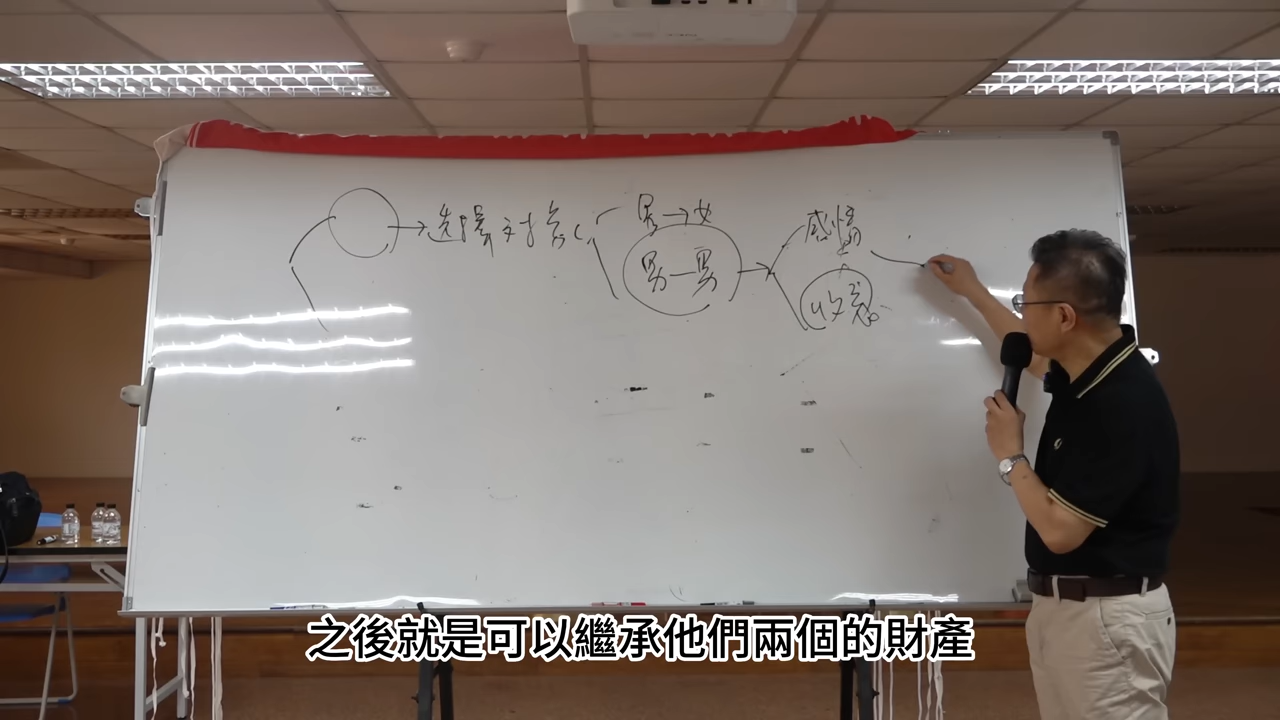 選擇對象
男→女
男一男
感情
收養
之後就是可以繼承他們兩個的財產